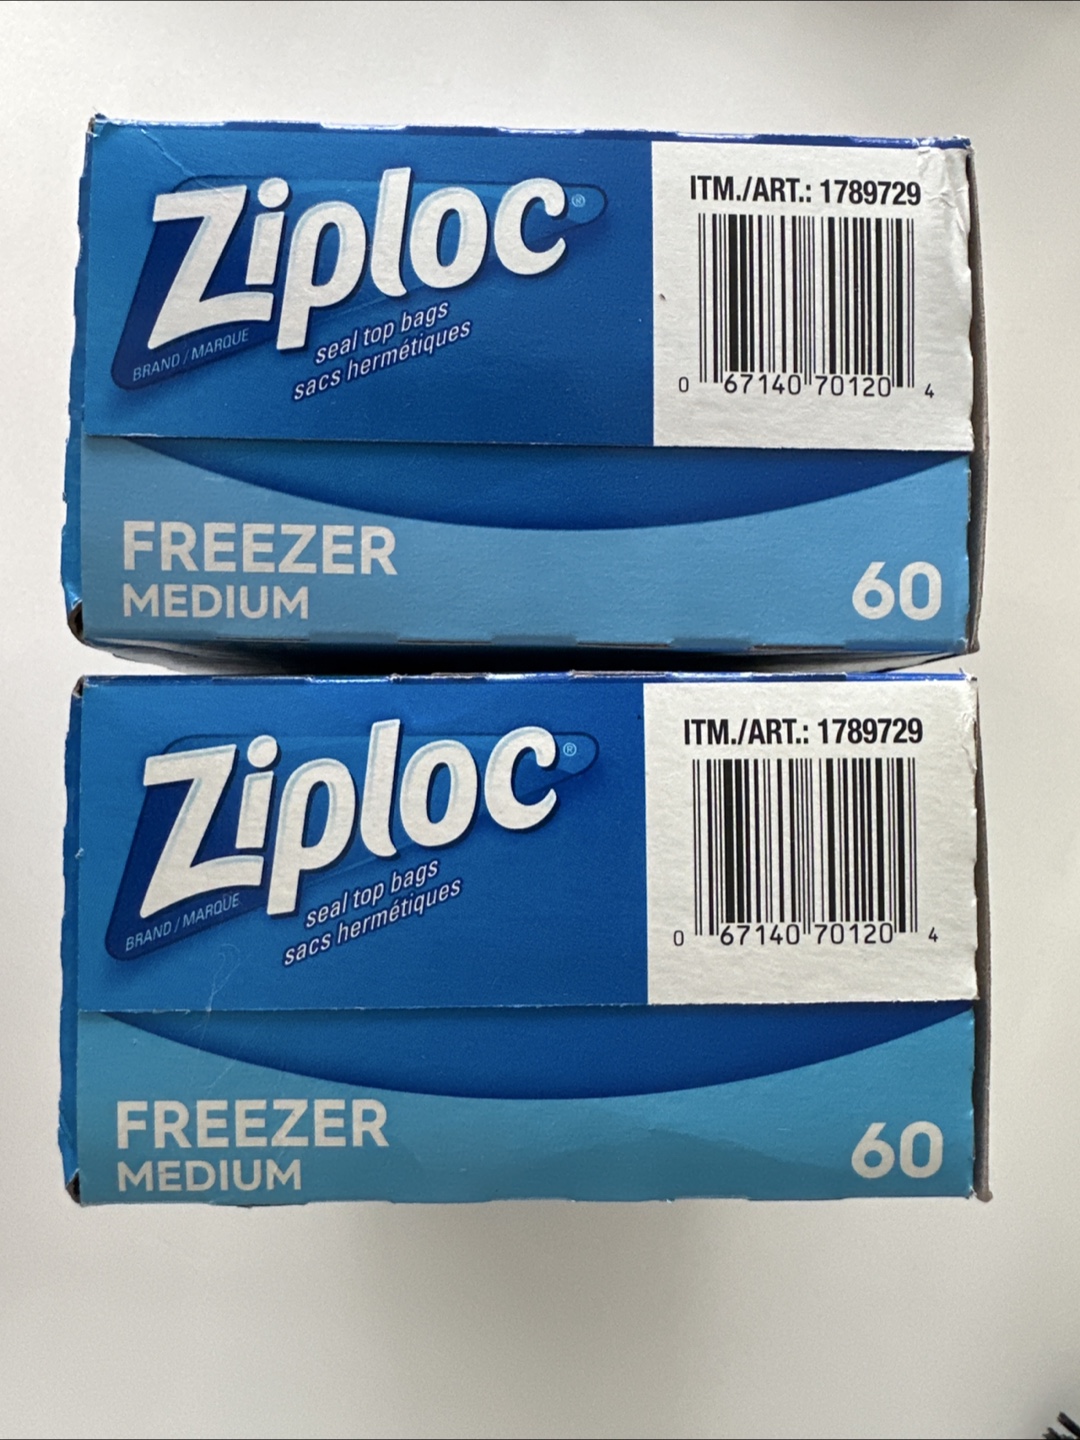 Ziploc®
BRAND / MARQUE
seal top bags
sacs hermétiques
ITM./ART.: 1789729
0 67140 70120 4
FREEZER
MEDIUM
60
Ziploc®
BRAND / MARQUE
seal top bags
sacs hermétiques
ITM./ART.: 1789729
0 67140 70120 4
FREEZER
MEDIUM
60